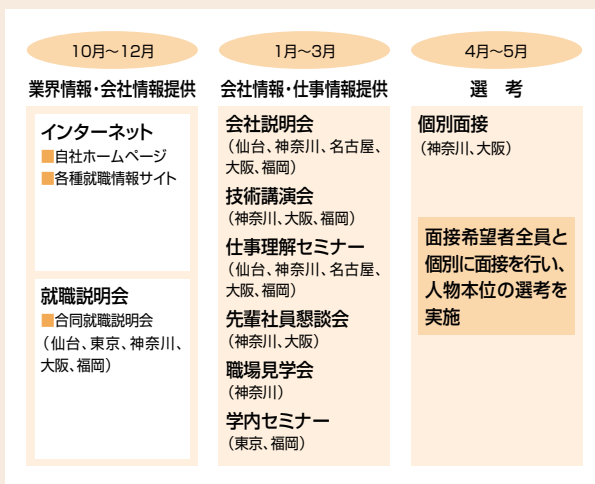 10月～12月
業界情報・会社情報提供
インターネット
■自社ホームページ
■各種就職情報サイト
就職説明会
■合同就職説明会
（仙台、東京、神奈川、
大阪、福岡）
1月～3月
会社情報・仕事情報提供
会社説明会
（仙台、神奈川、名古屋、
大阪、福岡）
技術講演会
（神奈川、大阪、福岡）
仕事理解セミナー
（仙台、神奈川、名古屋、
大阪、福岡）
先輩社員懇談会
（神奈川、大阪）
職場見学会
（神奈川）
学内セミナー
（東京、福岡）
4月～5月
選　考
個別面接
（神奈川、大阪）
面接希望者全員と
個別に面接を行い、
人物本位の選考を
実施